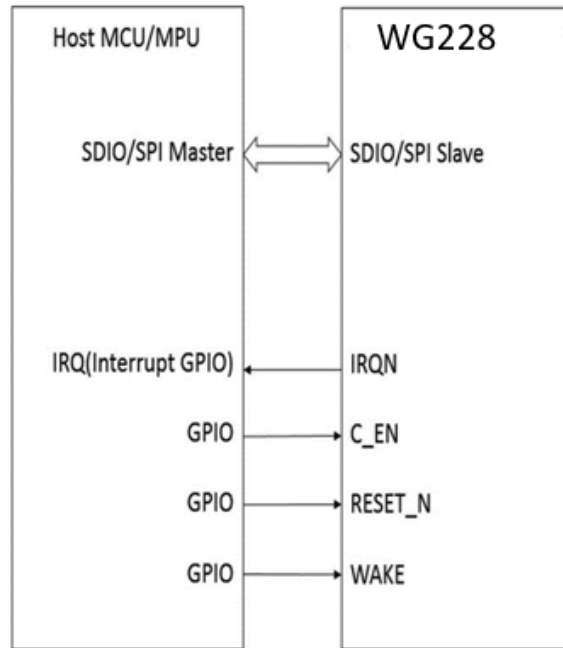 Host MCU/MPU WG228
SDIO/SPI Master SDIO/SPI Slave
IRQ(Interrupt GPIO) IRQN
GPIO C_EN
GPIO RESET_N
GPIO WAKE